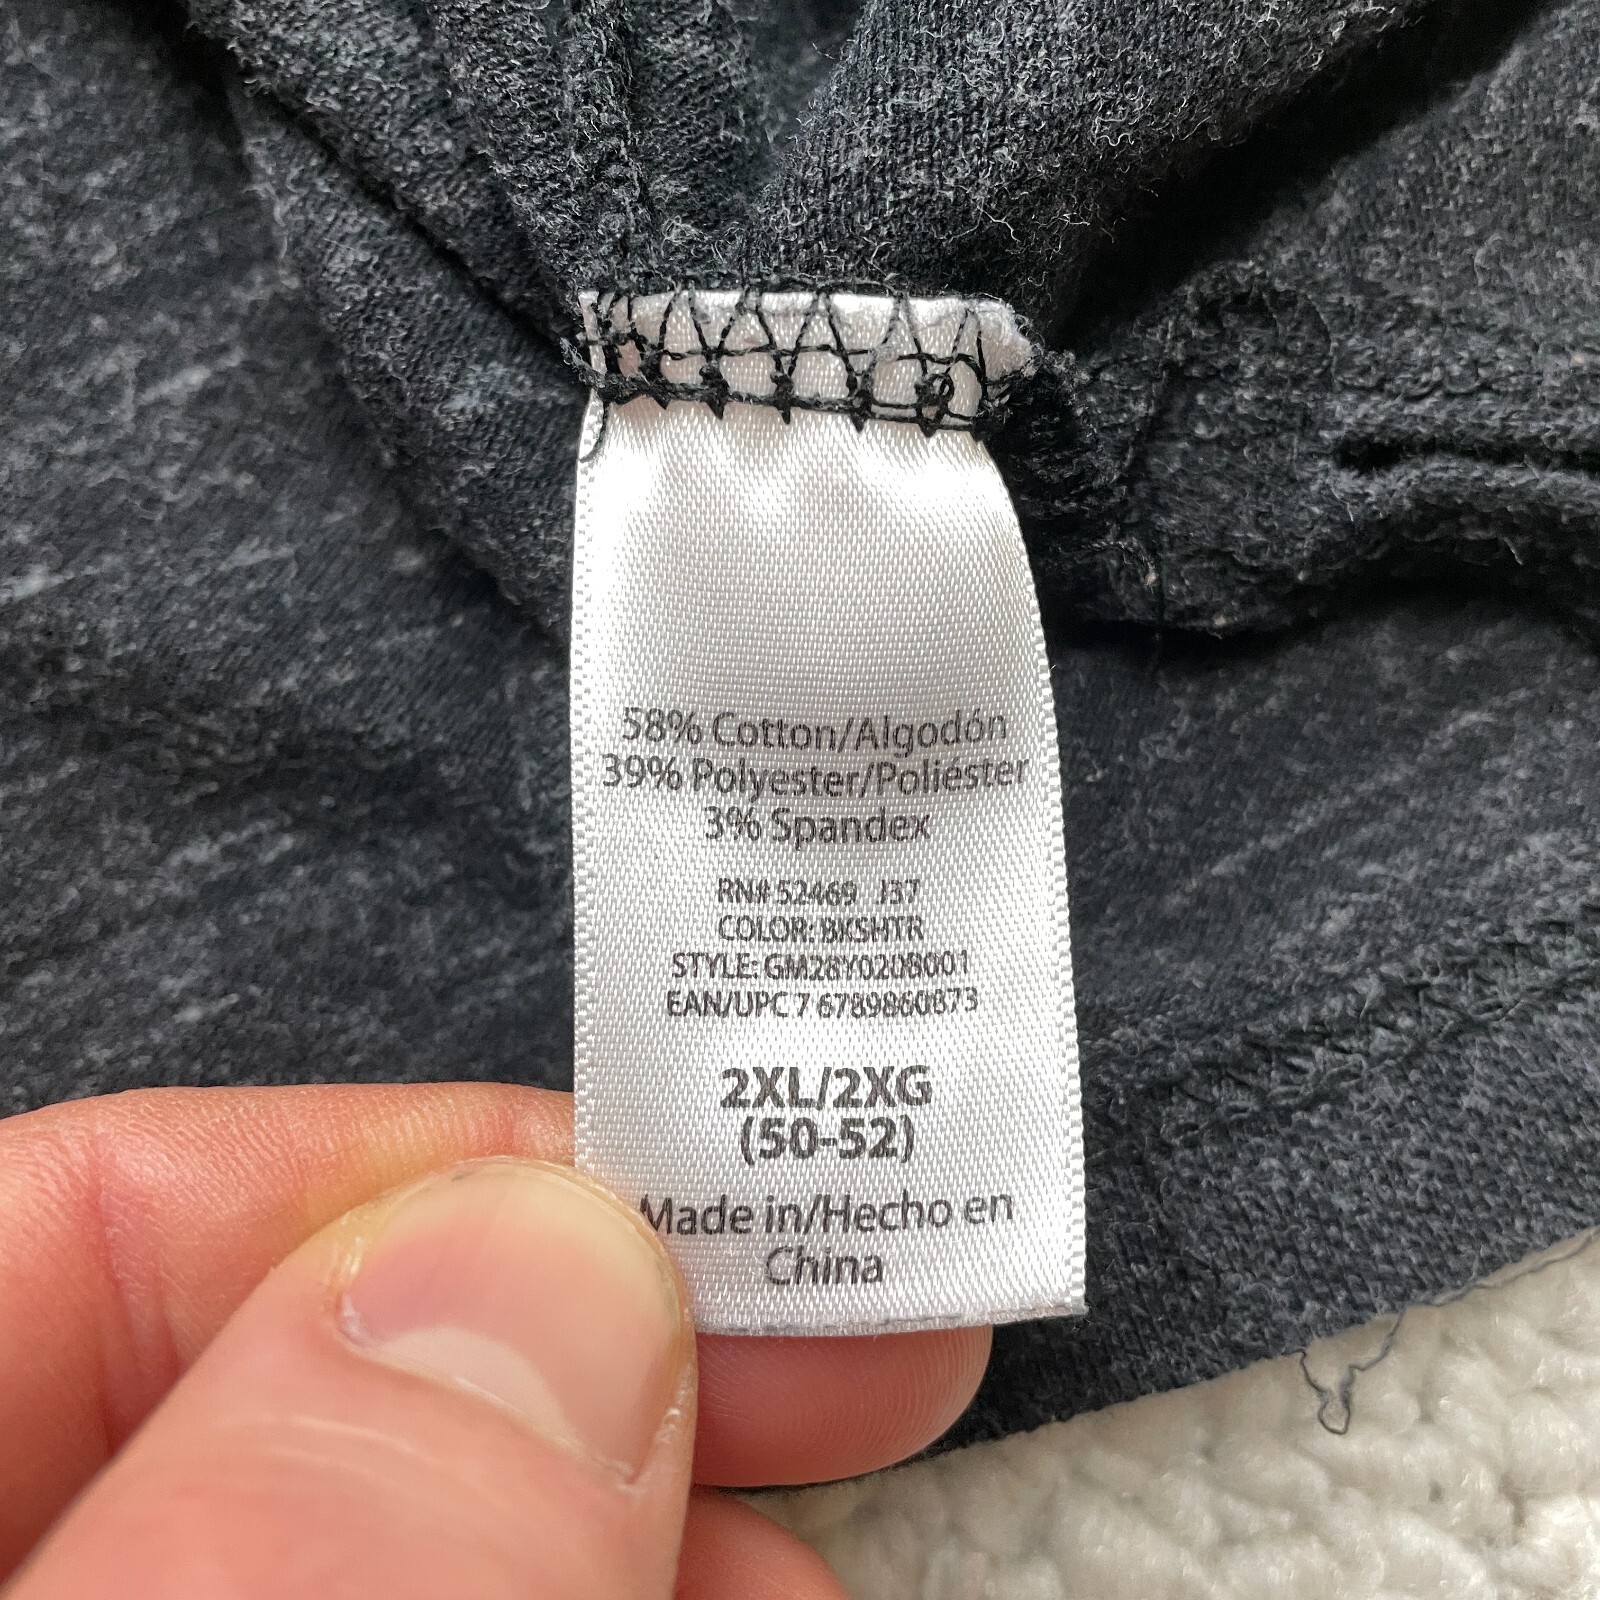 58% Cotton/Algodón
39% Polyester/Poliéster
3% Spandex
RN# 52469 J37
COLOR: BKSHTR
STYLE: GM28Y020B001
EAN/UPC 7 6789860873
2XL/2XG
(50-52)
Made in/Hecho en
China